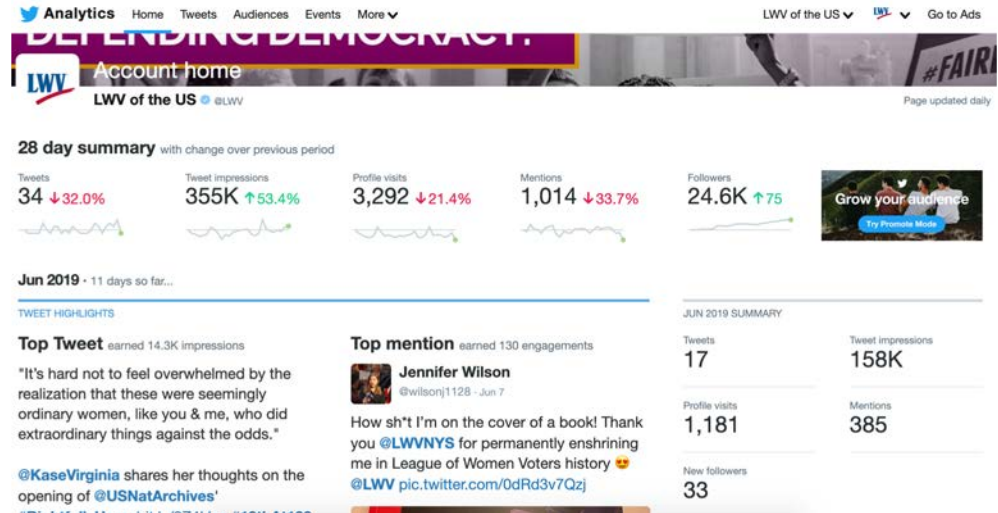 Analytics Home Tweets Audiences Events More LWV of the US LWV Go to Ads
DEFENDING DEMOCRACY.
#FAIR
LWV
Account home
LWV of the US @LWV
Page updated daily
28 day summary with change over previous period
Tweets
34 ↓32.0%
Tweet impressions
355K ↑53.4%
Profile visits
3,292 ↓21.4%
Mentions
1,014 ↓33.7%
Followers
24.6K ↑75
Grow your audience
Try Promote Mode
Jun 2019 · 11 days so far...
TWEET HIGHLIGHTS
Top Tweet earned 14.3K impressions
"It's hard not to feel overwhelmed by the
realization that these were seemingly
ordinary women, like you & me, who did
extraordinary things against the odds."
@KaseVirginia shares her thoughts on the
opening of @USNatArchives'
Top mention earned 130 engagements
Jennifer Wilson
@wilsonj1128 · Jun 7
How sh*t I'm on the cover of a book! Thank
you @LWVNYS for permanently enshrining
me in League of Women Voters history 😍
@LWV pic.twitter.com/0dRd3v7Qzj
JUN 2019 SUMMARY
Tweets
17
Tweet impressions
158K
Profile visits
1,181
Mentions
385
New followers
33